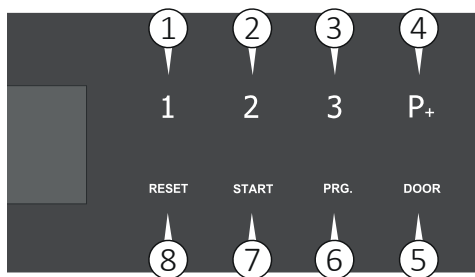 1 2 3 4
1 2 3 P+
RESET START PRG. DOOR
8 7 6 5